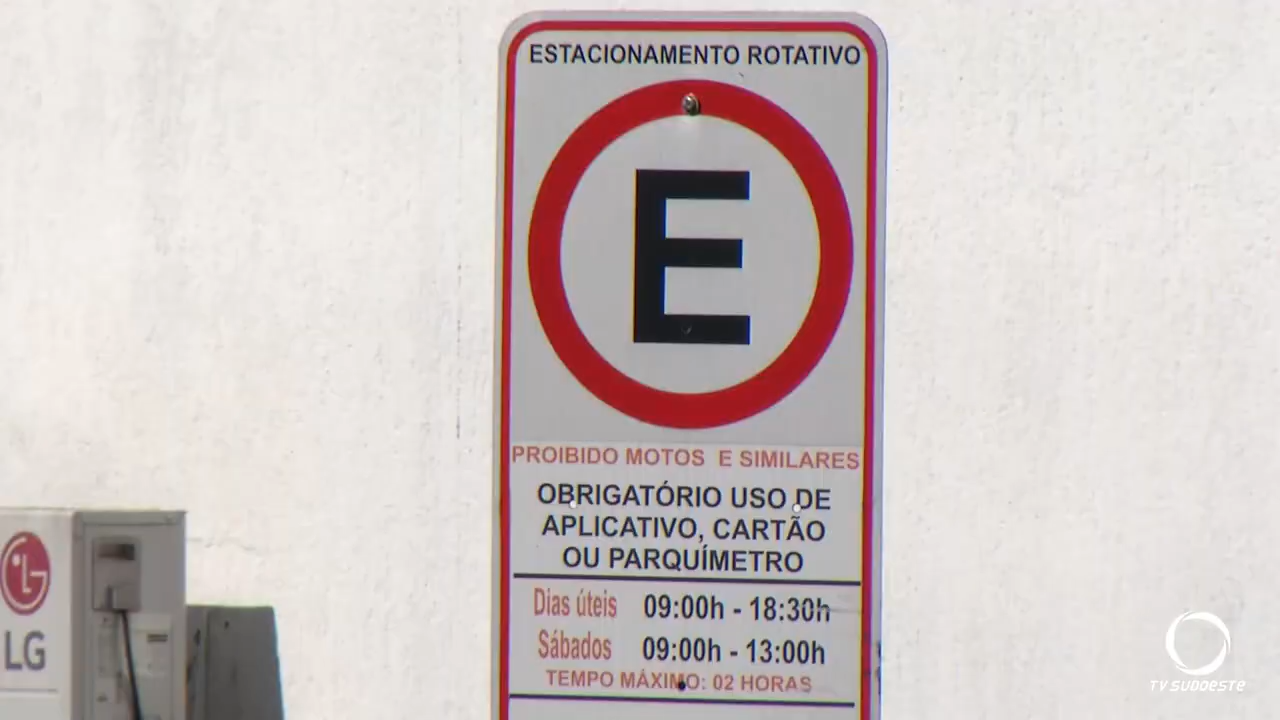 ESTACIONAMENTO ROTATIVO
E
PROIBIDO MOTOS E SIMILARES
OBRIGATÓRIO USO DE
APLICATIVO, CARTÃO
OU PARQUÍMETRO
Dias úteis 09:00h - 18:30h
Sábados 09:00h - 13:00h
TEMPO MÁXIMO: 02 HORAS
LG
LG
TV SUDOESTE